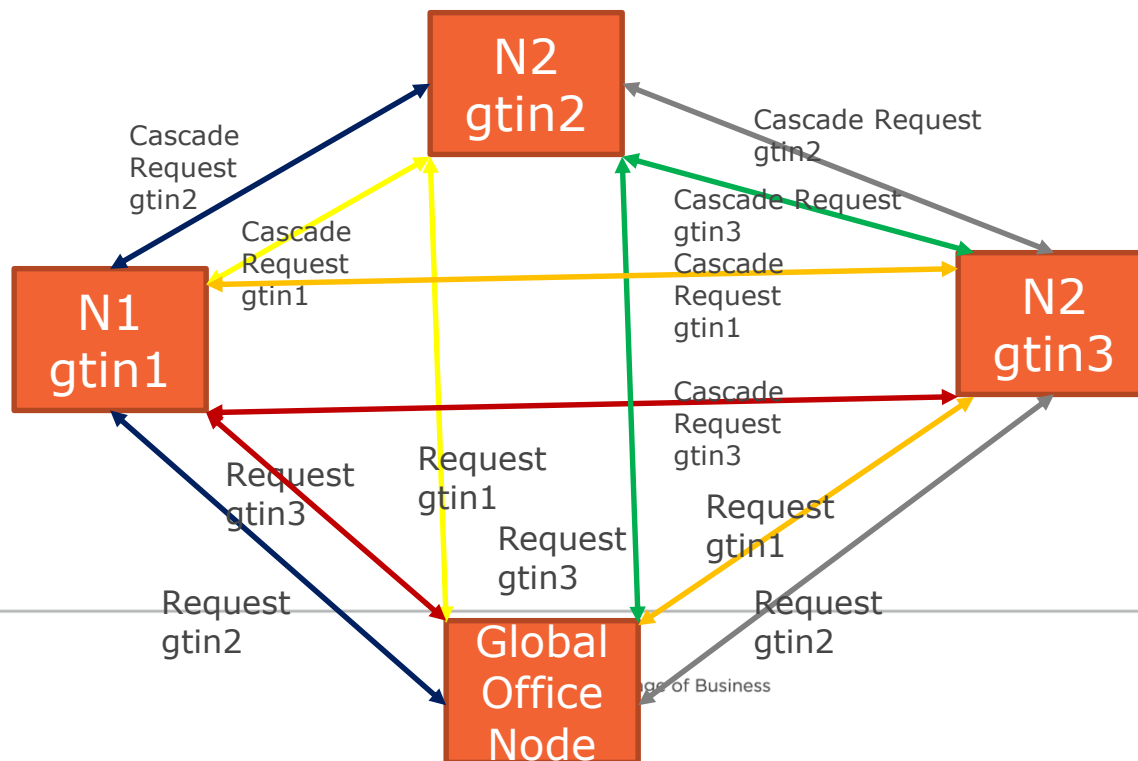 N2
gtin2
Cascade
Request
gtin2
Cascade Request
gtin2
Cascade
Request
gtin1
Cascade Request
gtin3
Cascade
Request
gtin1
N1
gtin1
N2
gtin3
Cascade
Request
gtin3
Request
gtin3
Request
gtin1
Request
gtin3
Request
gtin1
Request
gtin2
Request
gtin2
Global
Office
Node
of Business